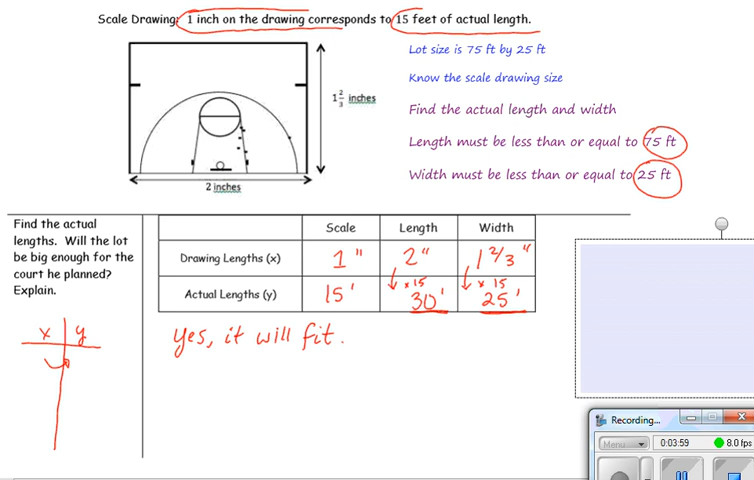 Scale Drawing: 1 inch on the drawing corresponds to 15 feet of actual length.
Lot size is 75 ft by 25 ft
Know the scale drawing size
Find the actual length and width
Length must be less than or equal to 75 ft
Width must be less than or equal to 25 ft
1 2/3 inches
2 inches
Find the actual lengths. Will the lot be big enough for the court he planned? Explain.
Scale Length Width
Drawing Lengths (x) 1" 2" 1 2/3"
x 15 x 15
Actual Lengths (y) 15' 30' 25'
x y
yes, it will fit.
Recording...
Menu 0:03:59 8.0 fps